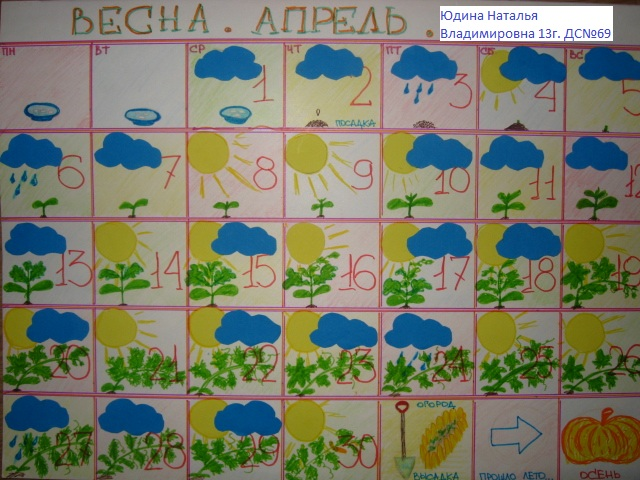 ВЕСНА. АПРЕЛЬ.
Юдина Наталья
Владимировна 13г. ДС№69
ПН ВТ СР ЧТ ПТ СБ ВС
1 2 3 4 5
ПОСАДКА
6 7 8 9 10 11 12
13 14 15 16 17 18 19
20 21 22 23 24 25 26
27 28 29 30
ОГОРОД
ВЫСАДКА ПРОШЛО ЛЕТО... ОСЕНЬ